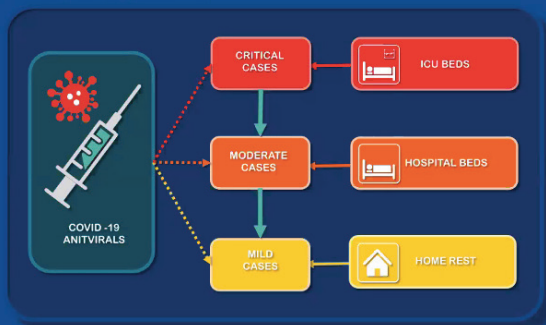 CRITICAL
CASES
ICU BEDS
MODERATE
CASES
HOSPITAL BEDS
COVID -19
ANITVIRALS
MILD
CASES
HOME REST